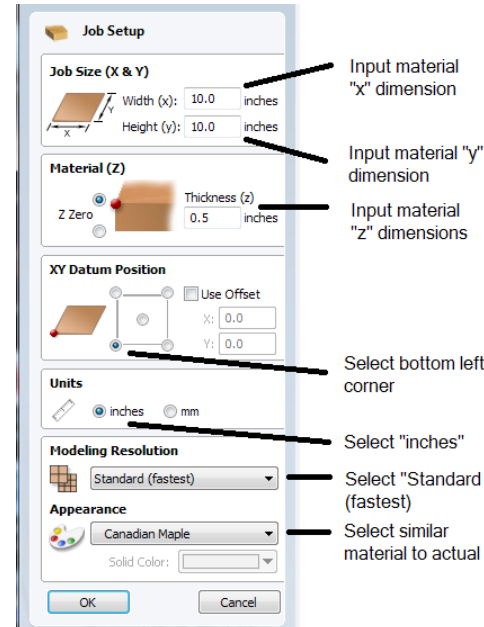 Job Setup
Job Size (X & Y)
Width (x): 10.0 inches
Height (y): 10.0 inches
Y
X
Material (Z)
Z Zero
Thickness (z)
0.5 inches
XY Datum Position
Use Offset
X: 0.0
Y: 0.0
Units
inches mm
Modeling Resolution
Standard (fastest)
Appearance
Canadian Maple
Solid Color:
OK Cancel
Input material
"x" dimension
Input material "y"
dimension
Input material
"z" dimensions
Select bottom left
corner
Select "inches"
Select "Standard
(fastest)
Select similar
material to actual